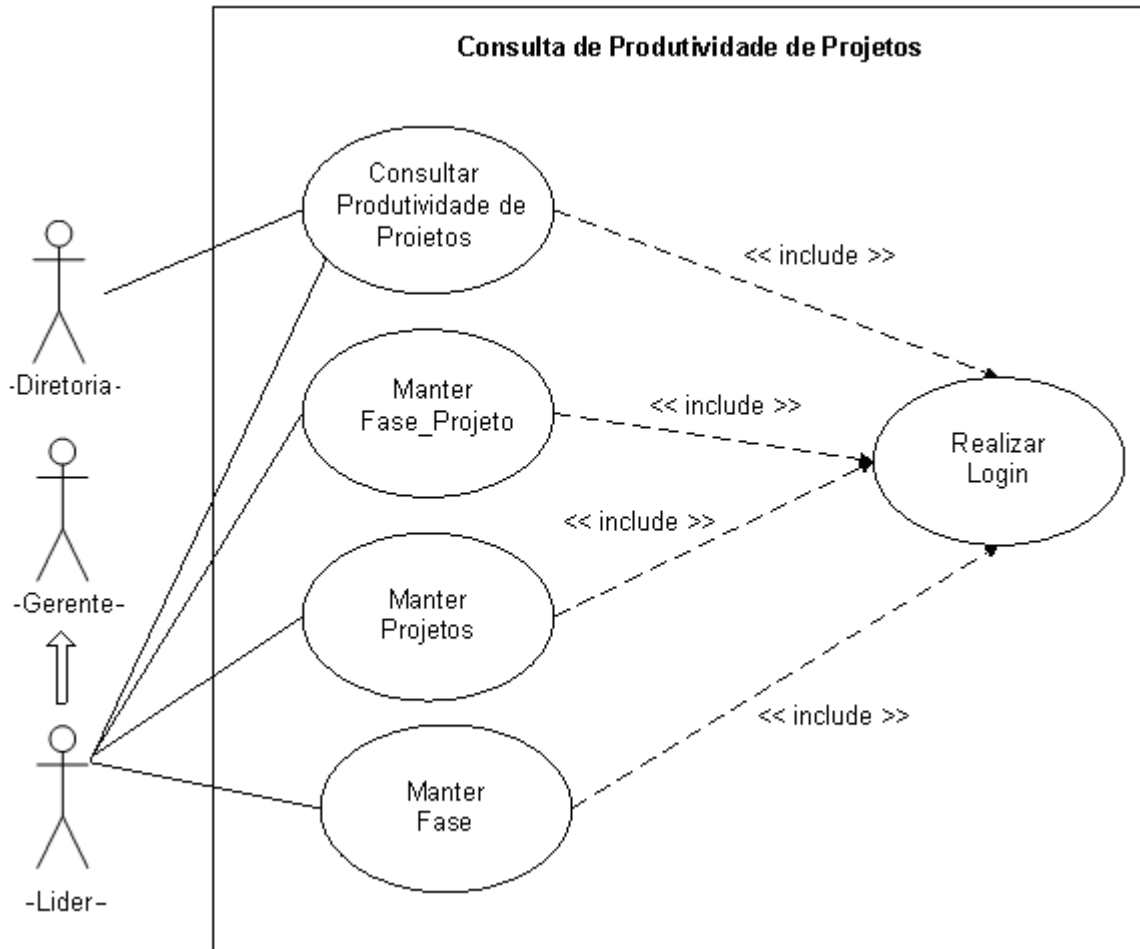 Consulta de Produtividade de Projetos
Consultar
Produtividade de
Proietos
<< include >>
-Diretoria-
Manter
Fase_Projeto
<< include >>
Realizar
Login
<< include >>
-Gerente-
Manter
Projetos
<< include >>
Manter
Fase
-Lider-